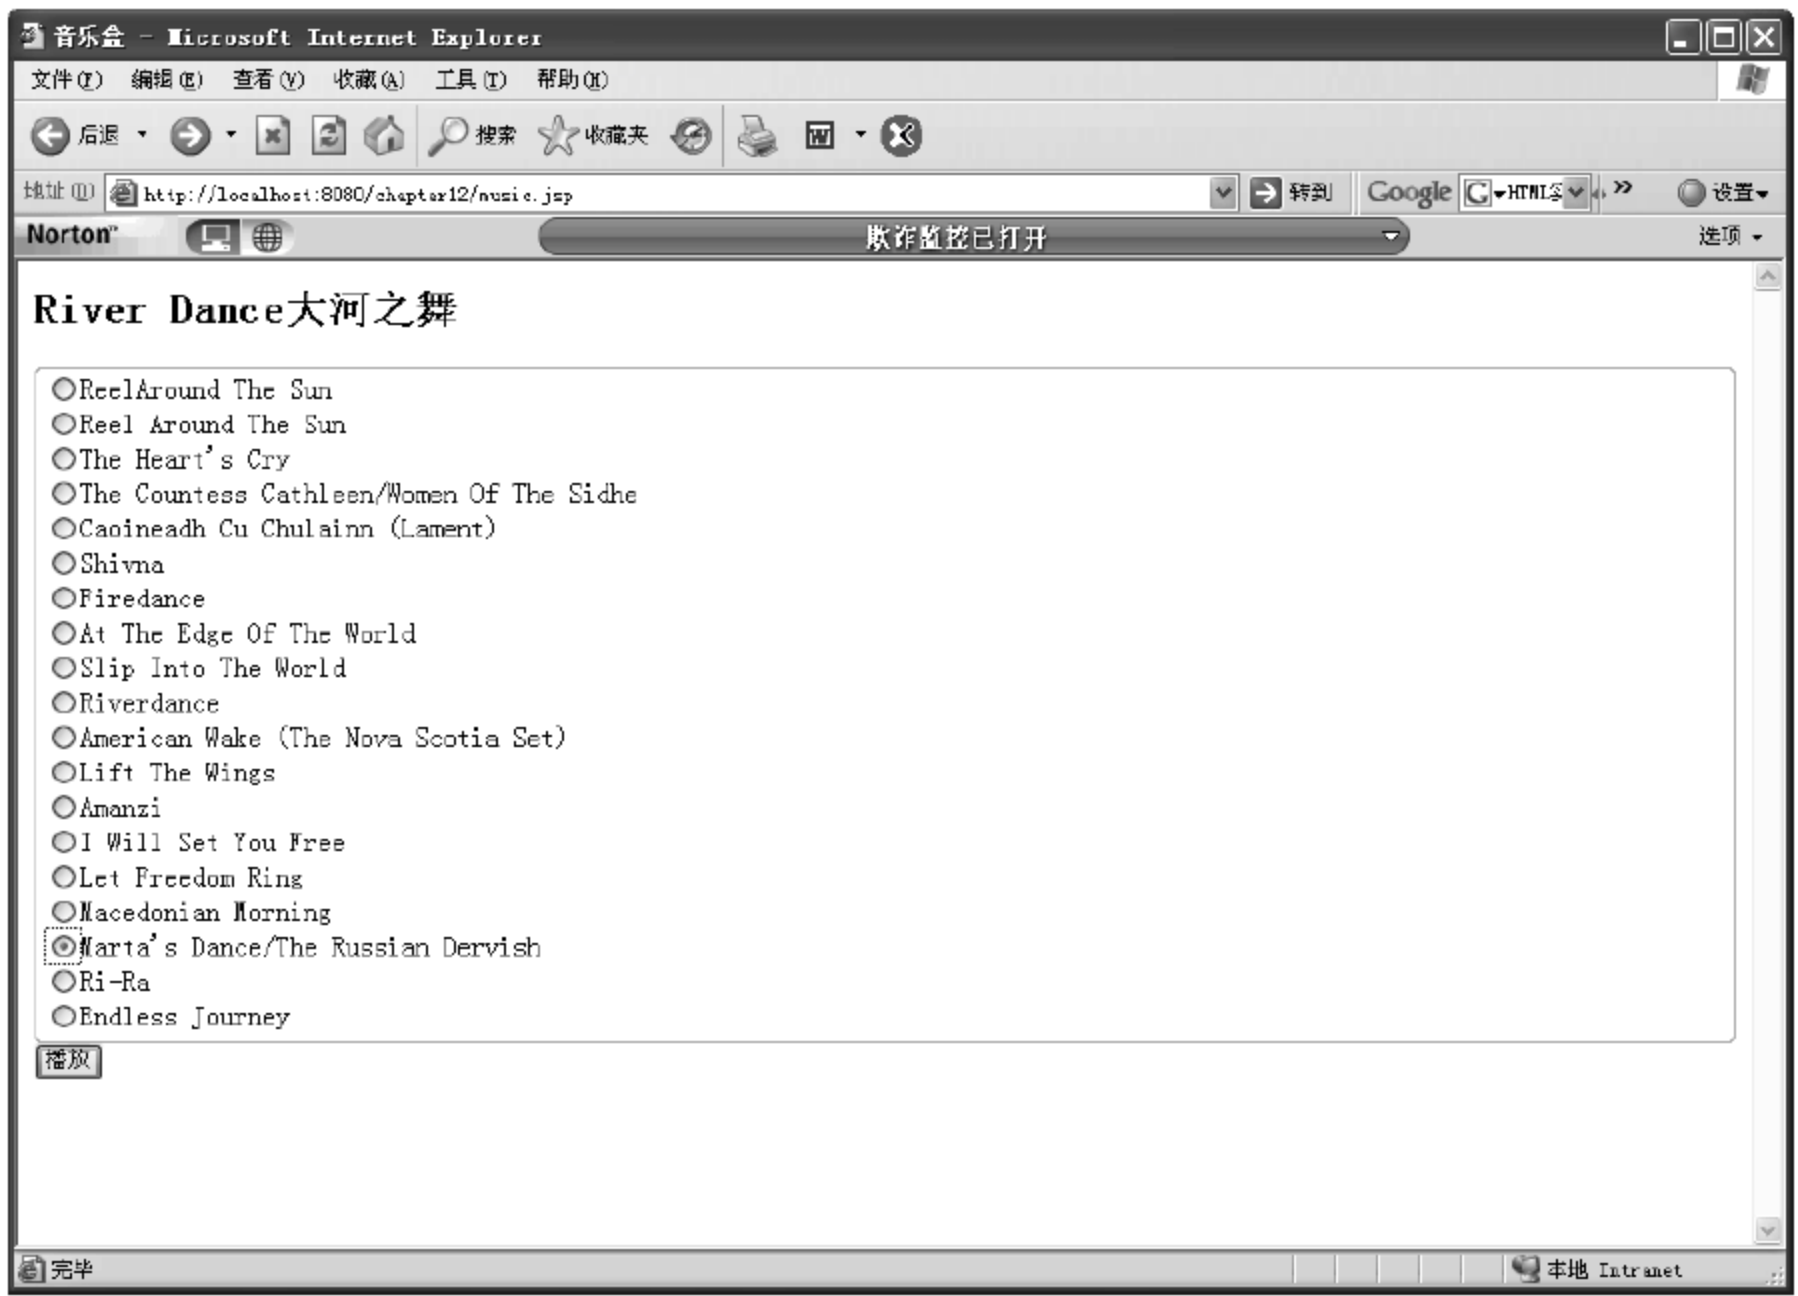 音乐盒 - Microsoft Internet Explorer
文件(F) 编辑(E) 查看(V) 收藏(A) 工具(T) 帮助(H)
后退 搜索 收藏夹
地址(D) http://localhost:8080/chapter12/music.jsp 转到 Google HTML 设置
Norton 欺诈监控已打开 选项
River Dance大河之舞
ReelAround The Sun
Reel Around The Sun
The Heart's Cry
The Countess Cathleen/Women Of The Sidhe
Caoineadh Cu Chulainn (Lament)
Shivna
Firedance
At The Edge Of The World
Slip Into The World
Riverdance
American Wake (The Nova Scotia Set)
Lift The Wings
Amanzi
I Will Set You Free
Let Freedom Ring
Macedonian Morning
Marta's Dance/The Russian Dervish
Ri-Ra
Endless Journey
播放
完毕 本地 Intranet